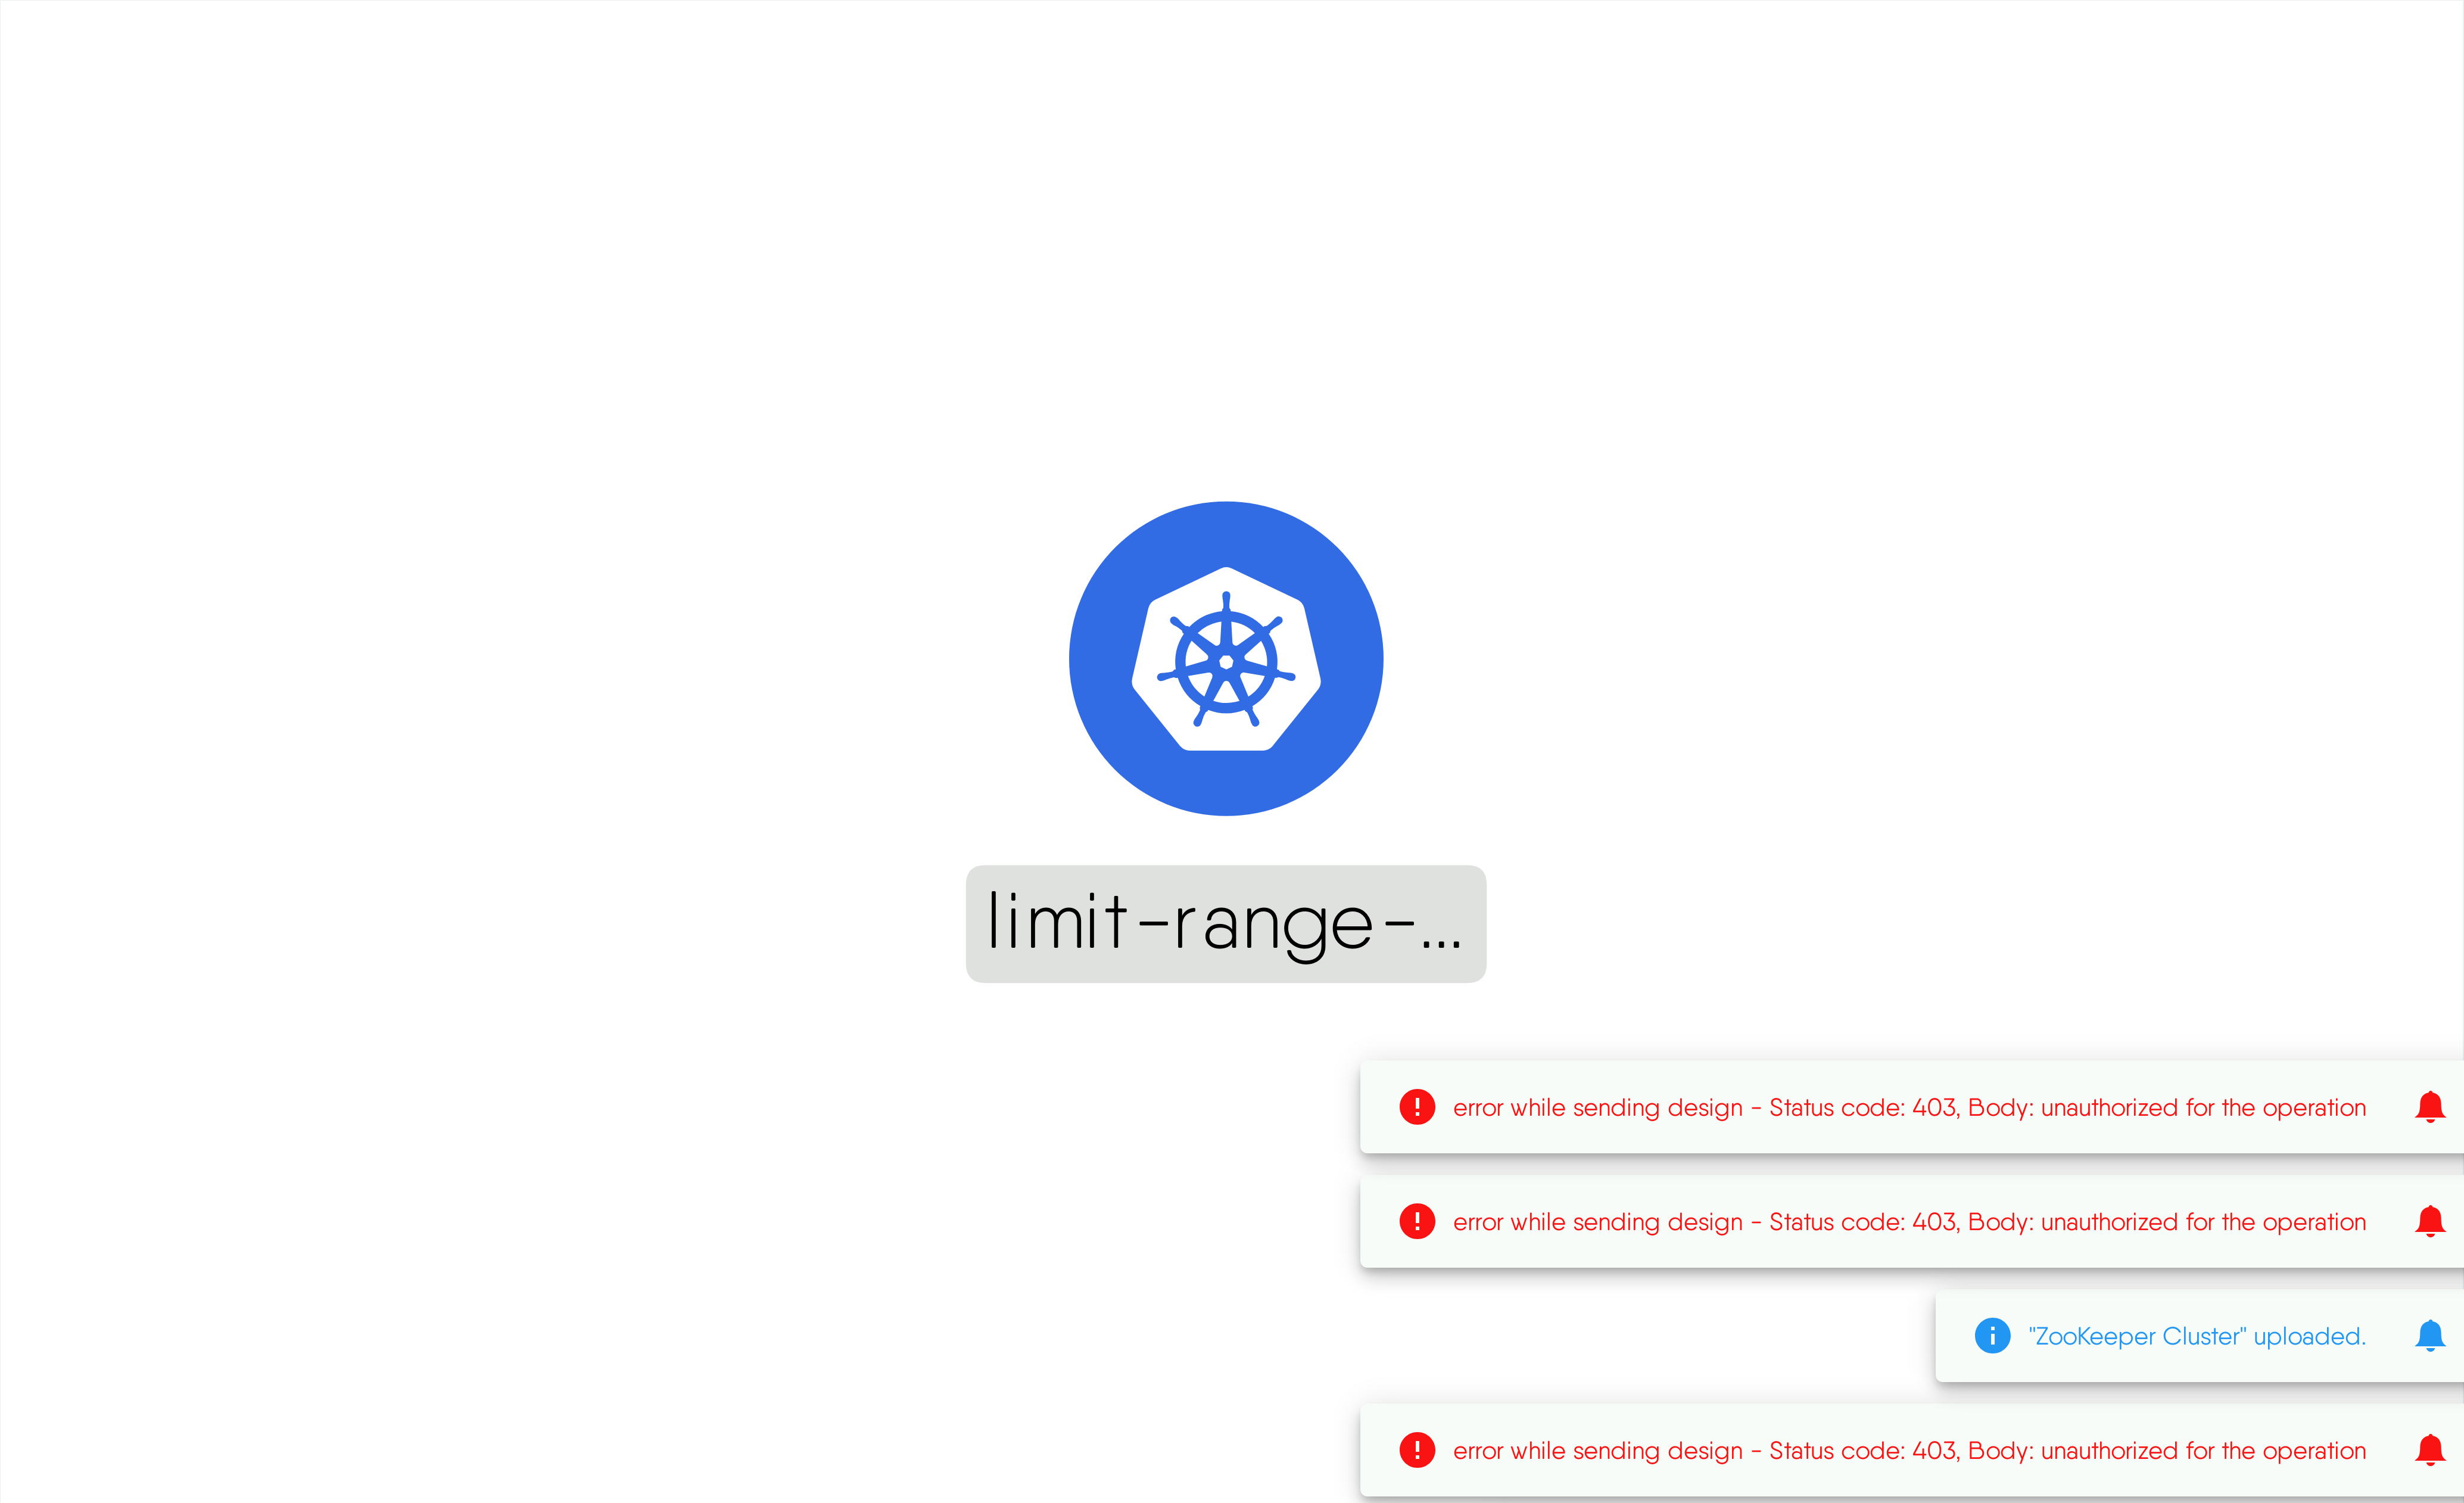 limit-range-...
error while sending design - Status code: 403, Body: unauthorized for the operation
error while sending design - Status code: 403, Body: unauthorized for the operation
"ZooKeeper Cluster" uploaded.
error while sending design - Status code: 403, Body: unauthorized for the operation